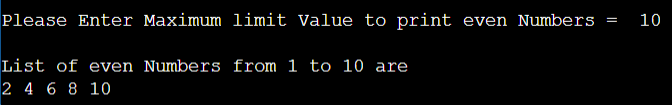 Please Enter Maximum limit Value to print even Numbers =  10
List of even Numbers from 1 to 10 are
2 4 6 8 10